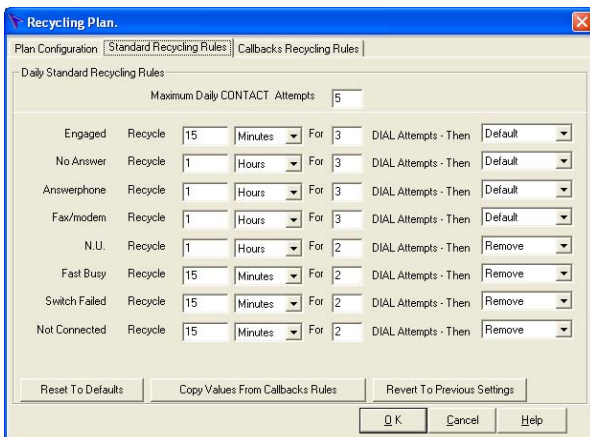 Recycling Plan.
Plan Configuration Standard Recycling Rules Callbacks Recycling Rules
Daily Standard Recycling Rules
Maximum Daily CONTACT Attempts 5
Engaged Recycle 15 Minutes For 3 DIAL Attempts - Then Default
No Answer Recycle 1 Hours For 3 DIAL Attempts - Then Default
Answerphone Recycle 1 Hours For 3 DIAL Attempts - Then Default
Fax/modem Recycle 1 Hours For 3 DIAL Attempts - Then Default
N.U. Recycle 1 Hours For 2 DIAL Attempts - Then Remove
Fast Busy Recycle 15 Minutes For 2 DIAL Attempts - Then Remove
Switch Failed Recycle 15 Minutes For 2 DIAL Attempts - Then Remove
Not Connected Recycle 15 Minutes For 2 DIAL Attempts - Then Remove
Reset To Defaults Copy Values From Callbacks Rules Revert To Previous Settings
OK Cancel Help